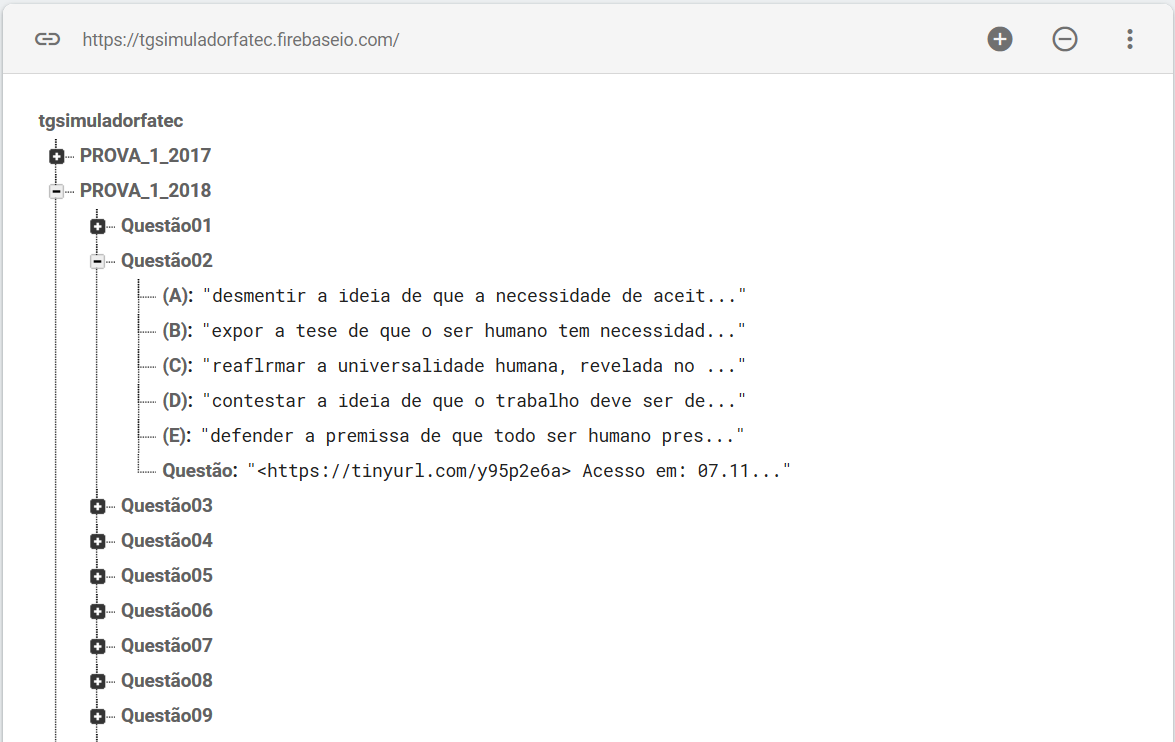 https://tgsimuladorfatec.firebaseio.com/
tgsimuladorfatec
PROVA_1_2017
PROVA_1_2018
Questão01
Questão02
(A): "desmentir a ideia de que a necessidade de aceit..."
(B): "expor a tese de que o ser humano tem necessidad..."
(C): "reaflrmar a universalidade humana, revelada no ..."
(D): "contestar a ideia de que o trabalho deve ser de..."
(E): "defender a premissa de que todo ser humano pres..."
Questão: "<https://tinyurl.com/y95p2e6a> Acesso em: 07.11..."
Questão03
Questão04
Questão05
Questão06
Questão07
Questão08
Questão09